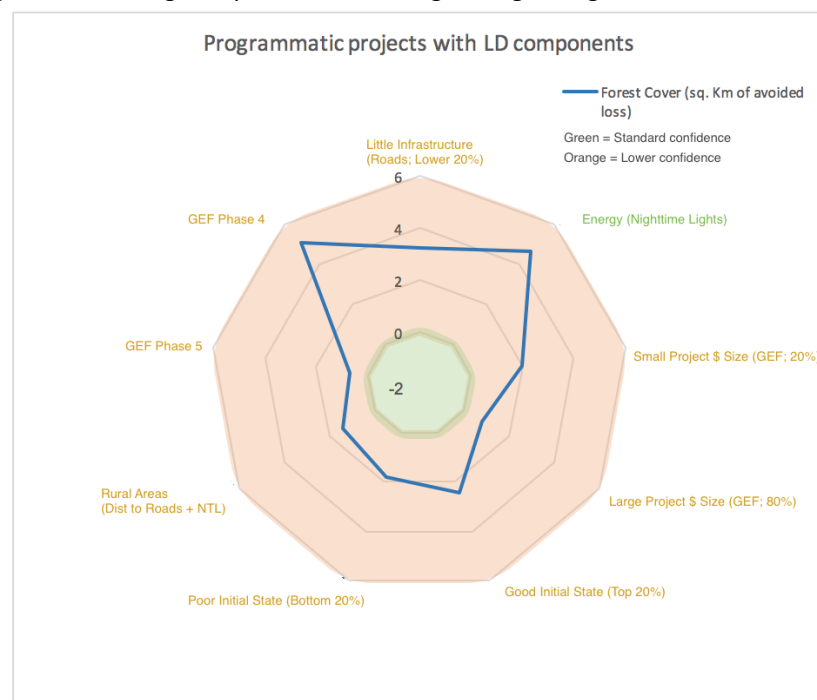 Programmatic projects with LD components
Forest Cover (sq. Km of avoided
loss)
Green = Standard confidence
Orange = Lower confidence
Little Infrastructure
(Roads; Lower 20%)
6
GEF Phase 4
Energy (Nighttime Lights)
4
2
0
GEF Phase 5
Small Project $ Size (GEF; 20%)
-2
Rural Areas
(Dist to Roads + NTL)
Large Project $ Size (GEF; 80%)
Poor Initial State (Bottom 20%)
Good Initial State (Top 20%)